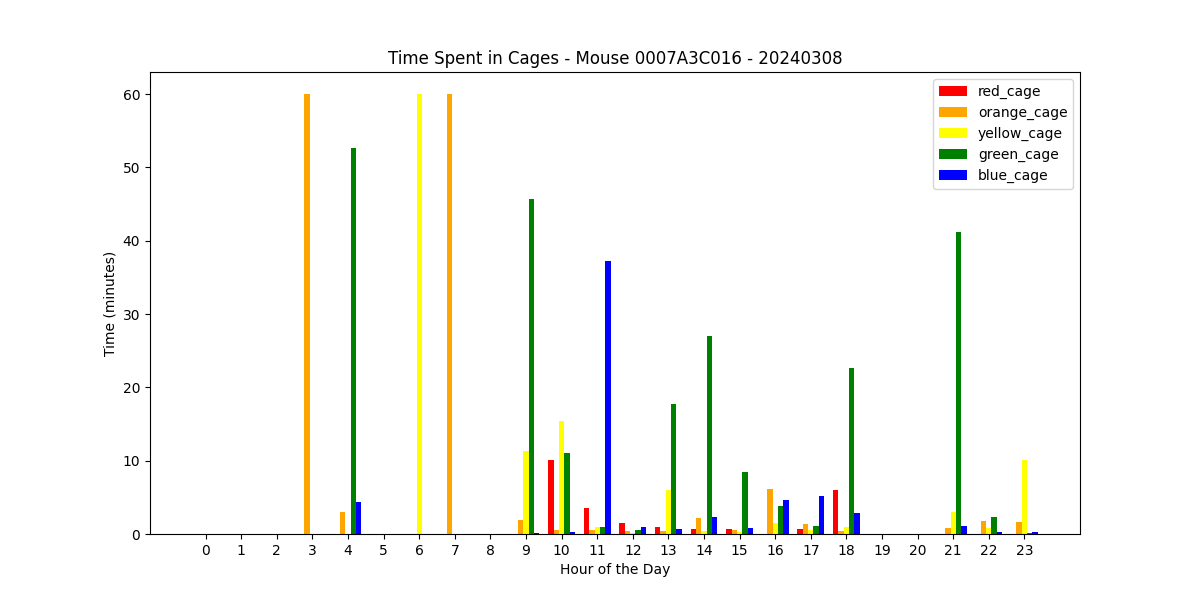 Time Spent in Cages - Mouse 0007A3C016 - 20240308
red_cage
orange_cage
yellow_cage
green_cage
blue_cage
60
50
40
30
20
10
0
Time (minutes)
0 1 2 3 4 5 6 7 8 9 10 11 12 13 14 15 16 17 18 19 20 21 22 23
Hour of the Day